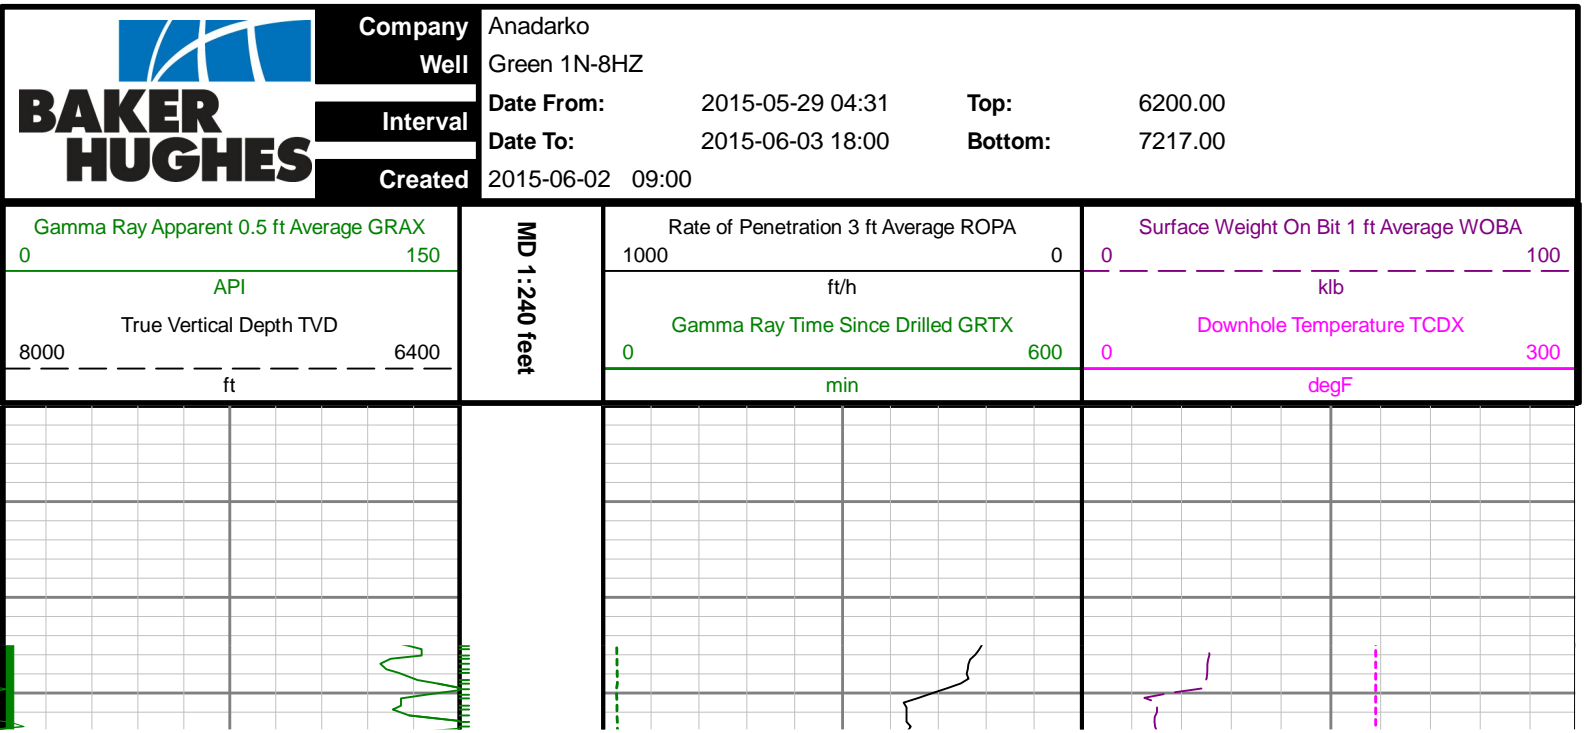 BAKER
HUGHES
Company Anadarko
Well Green 1N-8HZ
Interval
Date From: 2015-05-29 04:31 Top: 6200.00
Date To: 2015-06-03 18:00 Bottom: 7217.00
Created 2015-06-02 09:00
Gamma Ray Apparent 0.5 ft Average GRAX
0 150
API
True Vertical Depth TVD
8000 6400
ft
MD 1:240 feet
Rate of Penetration 3 ft Average ROPA
1000 0
ft/h
Gamma Ray Time Since Drilled GRTX
0 600
min
Surface Weight On Bit 1 ft Average WOBA
0 100
klb
Downhole Temperature TCDX
0 300
degF